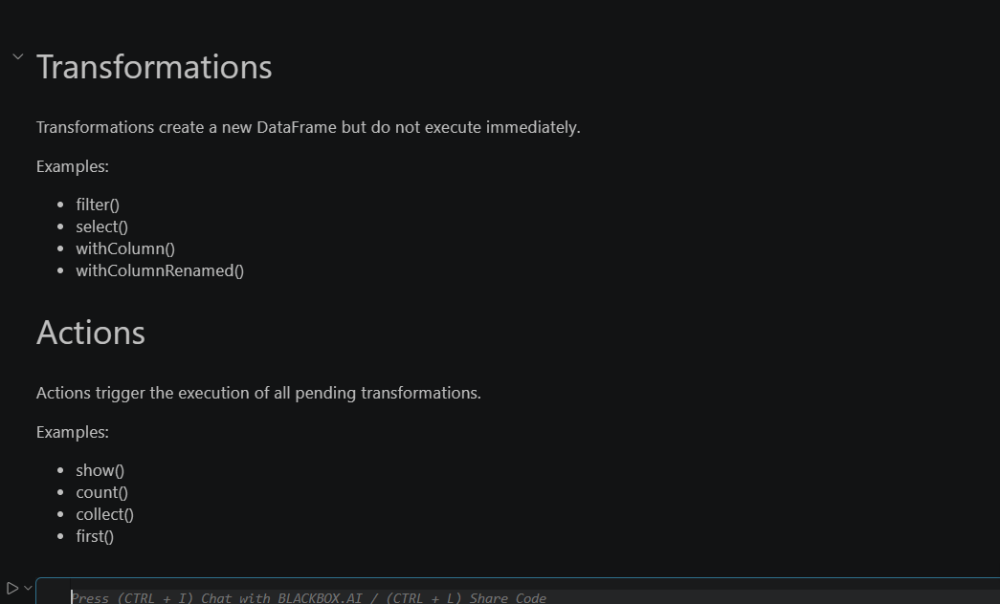 Transformations
Transformations create a new DataFrame but do not execute immediately.
Examples:
filter()
select()
withColumn()
withColumnRenamed()
Actions
Actions trigger the execution of all pending transformations.
Examples:
show()
count()
collect()
first()
Press (CTRL + I) Chat with BLACKBOX.AI / (CTRL + L) Share Code